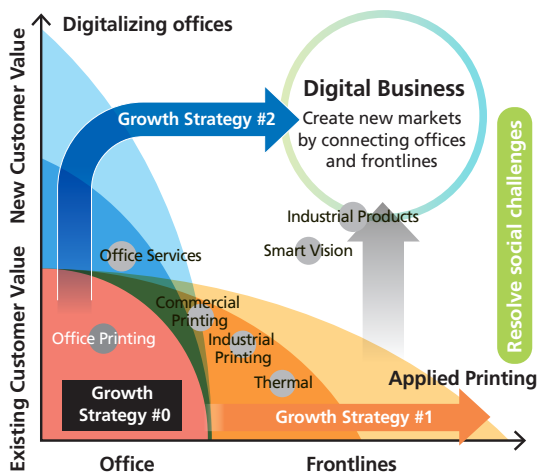 Digitalizing offices
New Customer Value
Existing Customer Value
Growth Strategy #2
Digital Business
Create new markets
by connecting offices
and frontlines
Resolve social challenges
Industrial Products
Smart Vision
Office Services
Commercial
Printing
Office Printing
Industrial
Printing
Thermal
Applied Printing
Growth
Strategy #0
Growth Strategy #1
Office
Frontlines